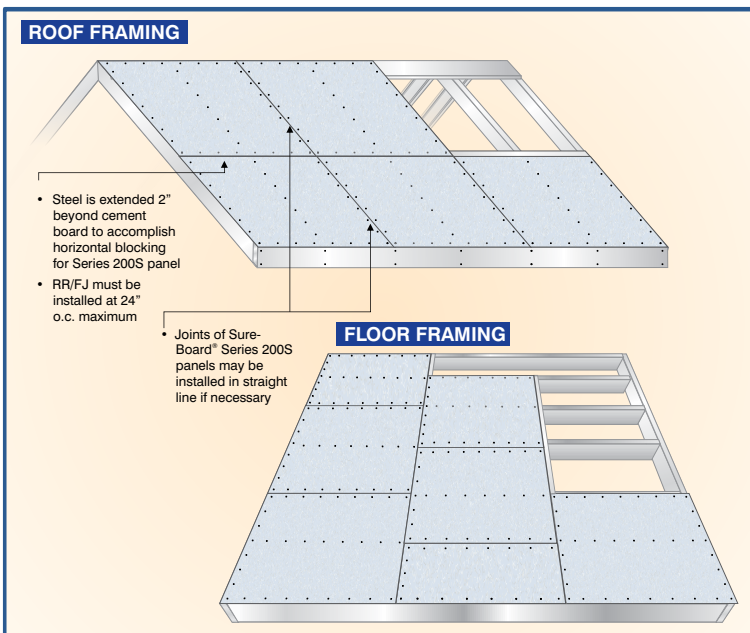 ROOF FRAMING
• Steel is extended 2”
beyond cement
board to accomplish
horizontal blocking
for Series 200S panel
• RR/FJ must be
installed at 24”
o.c. maximum
• Joints of Sure-
Board® Series 200S
panels may be
installed in straight
line if necessary
FLOOR FRAMING